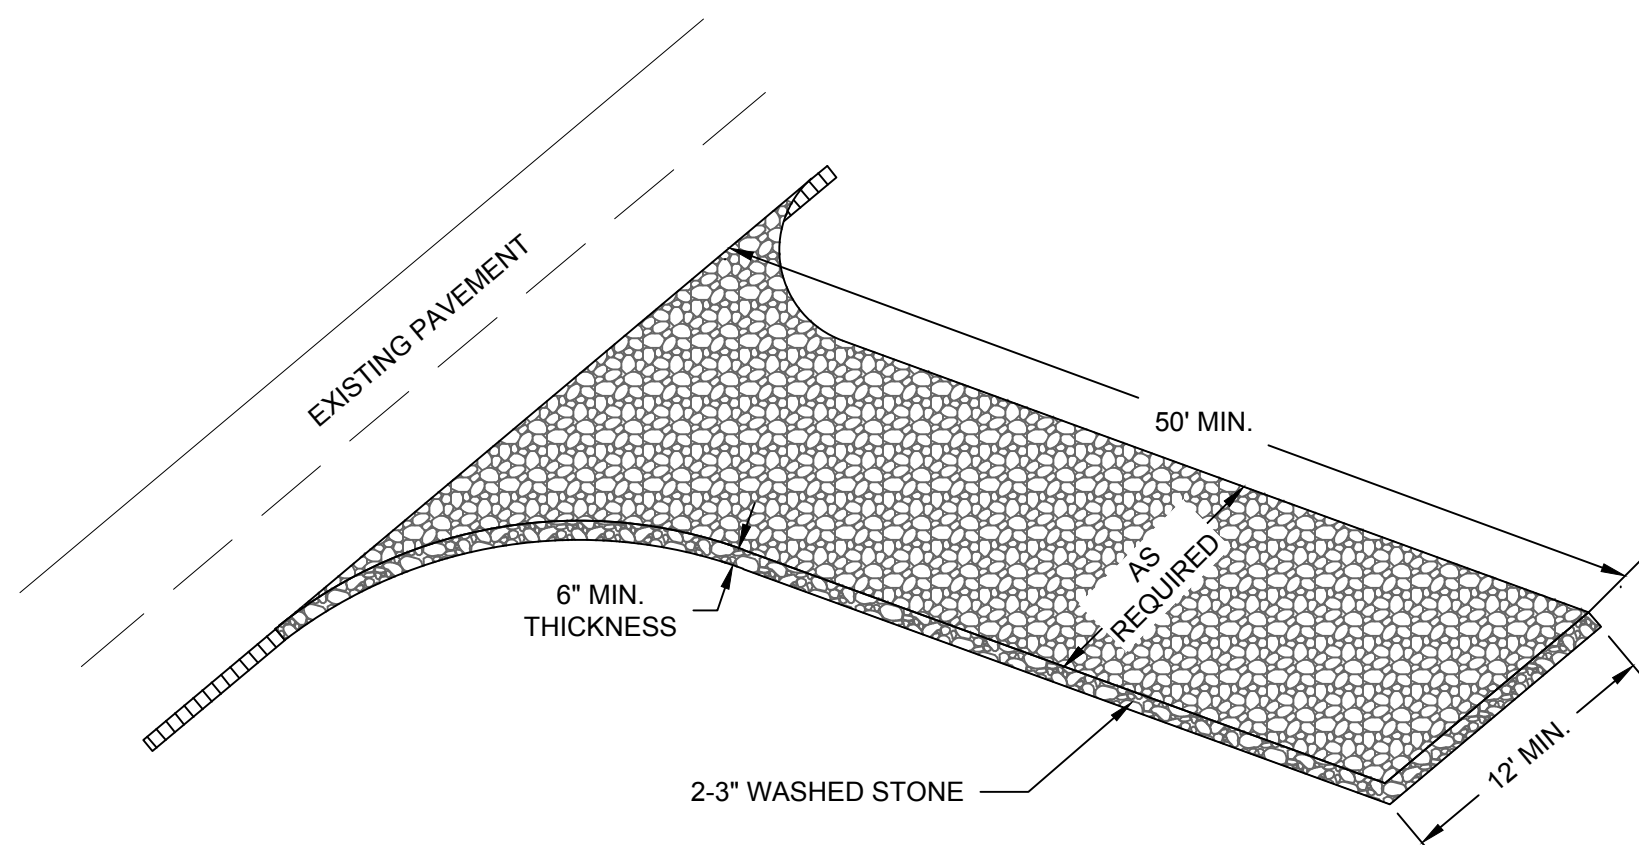 EXISTING PAVEMENT
50' MIN.
AS
REQUIRED
6" MIN.
THICKNESS
12' MIN.
2-3" WASHED STONE